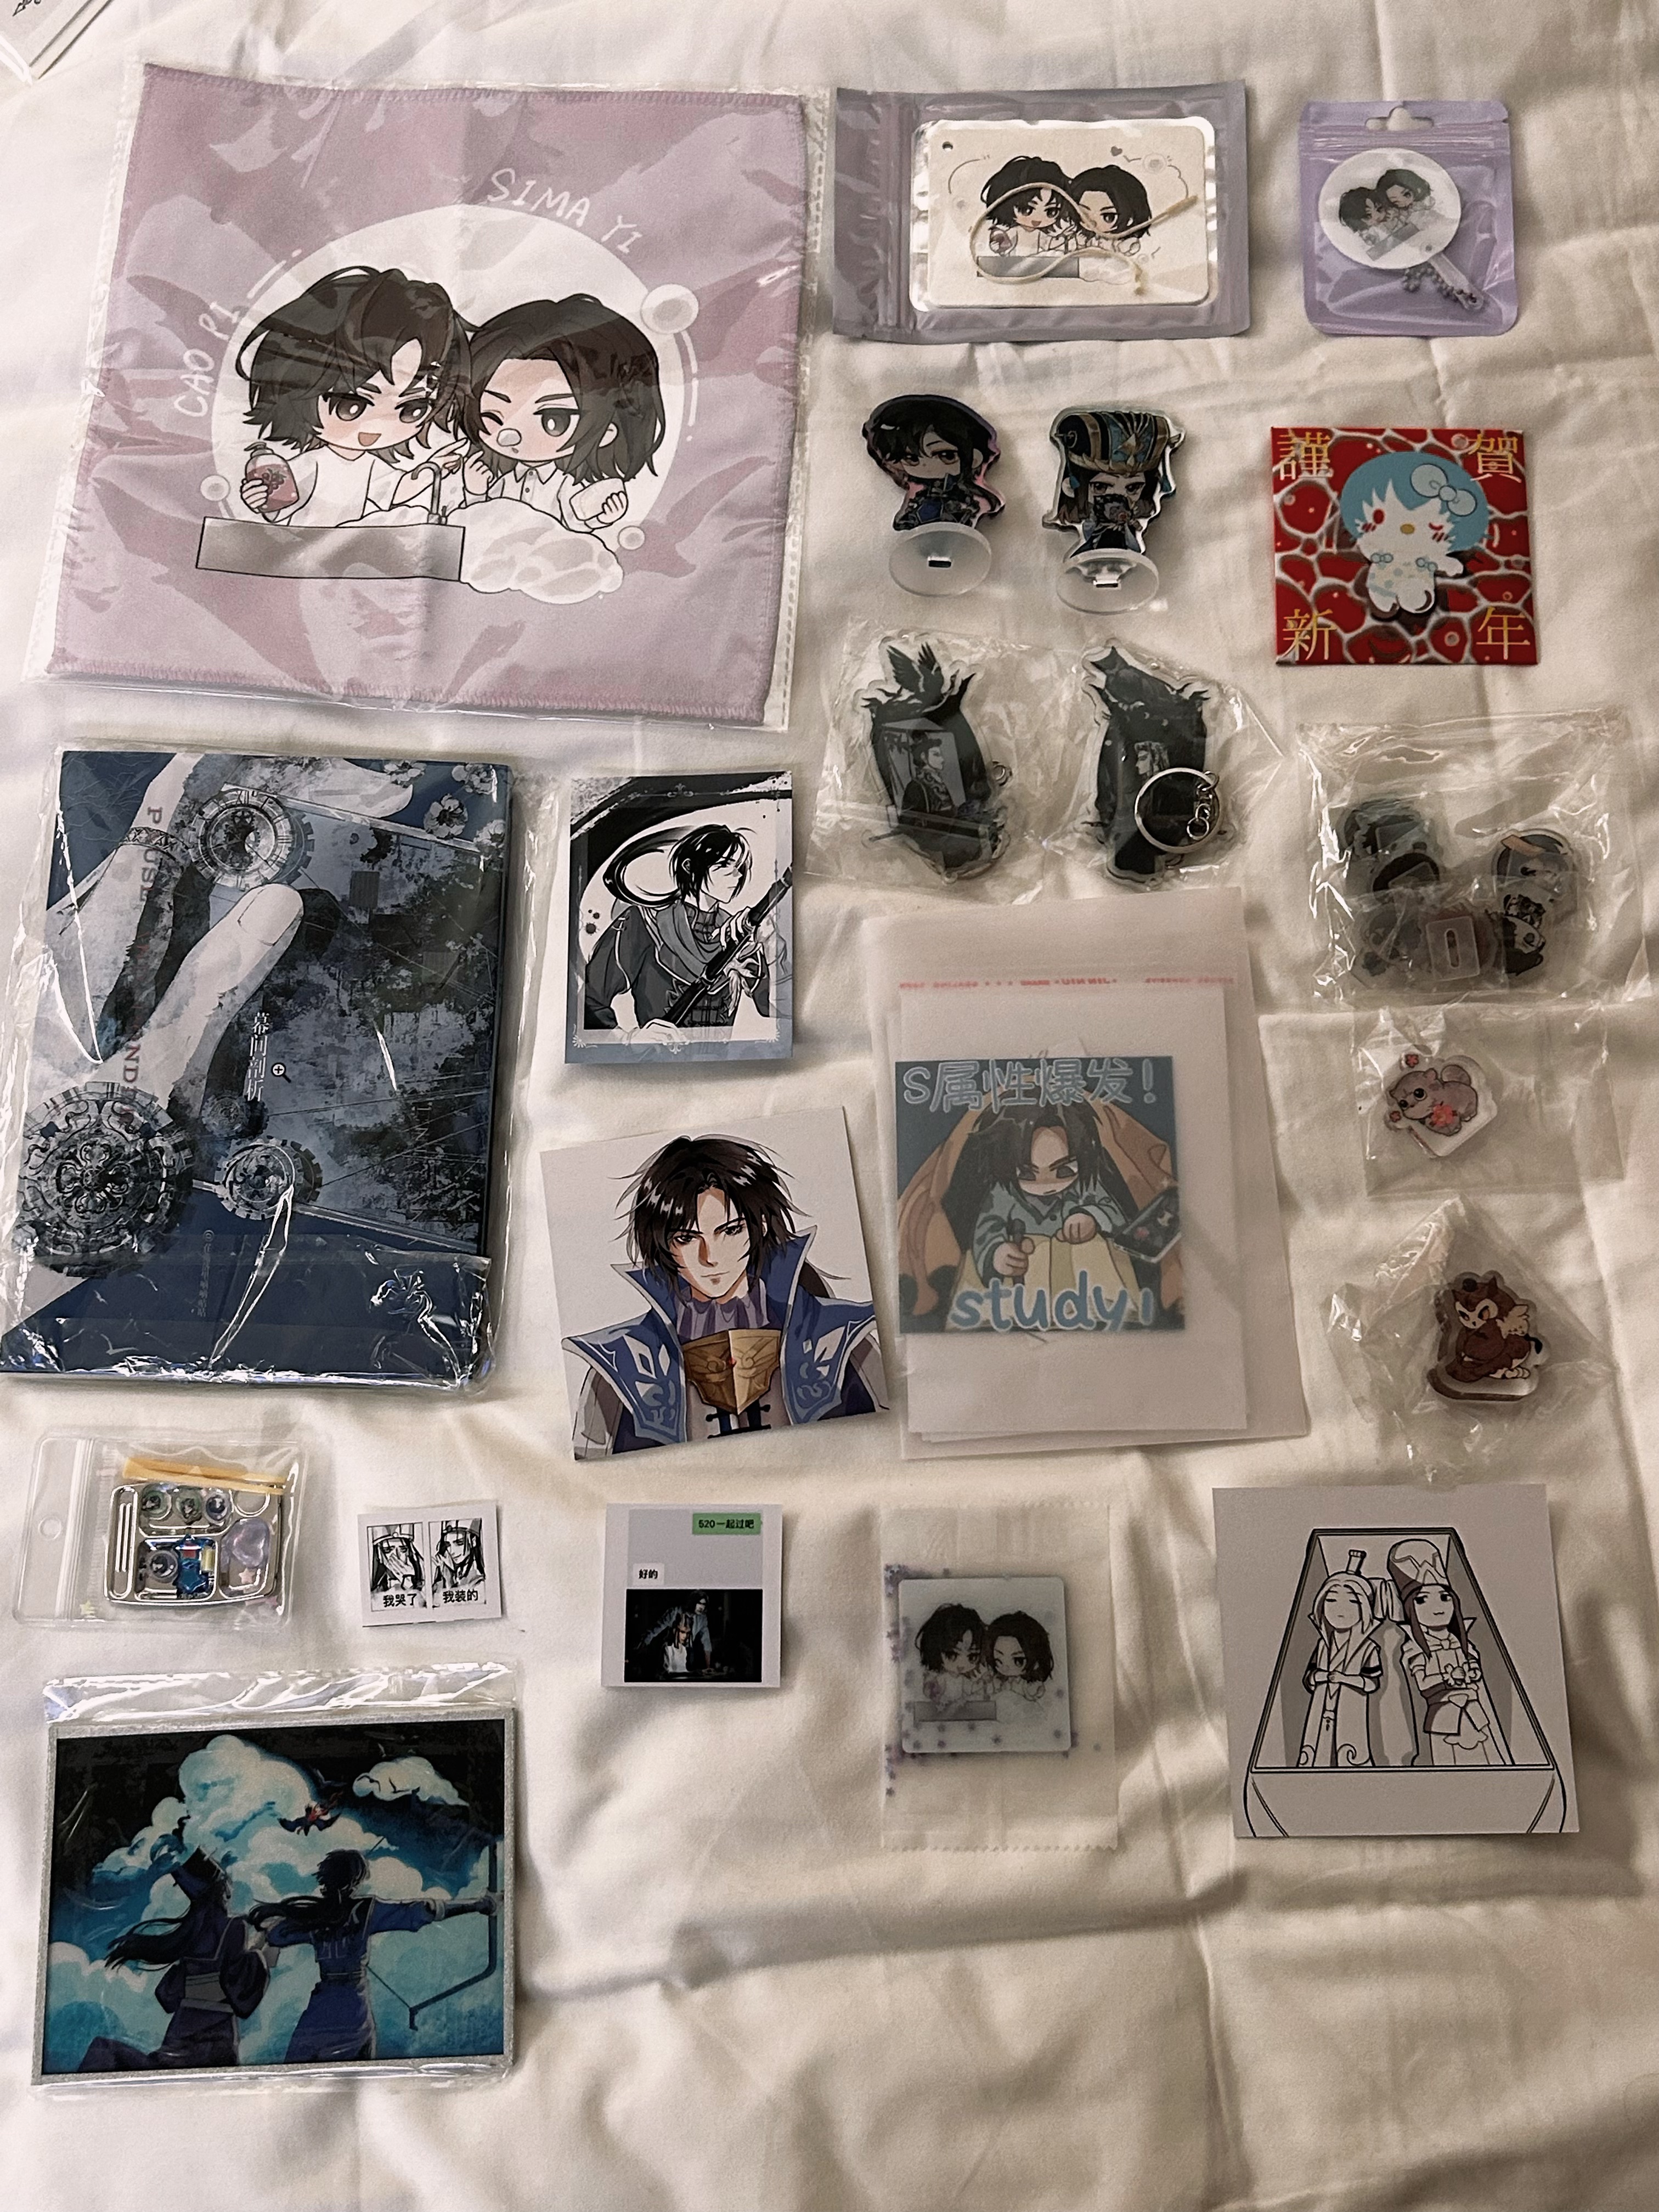 SIMA YI
CAO PI
謹 賀
新 年
幕间剖析
S属性爆发!
study!
我哭了 我装的
520一起过吧
好的